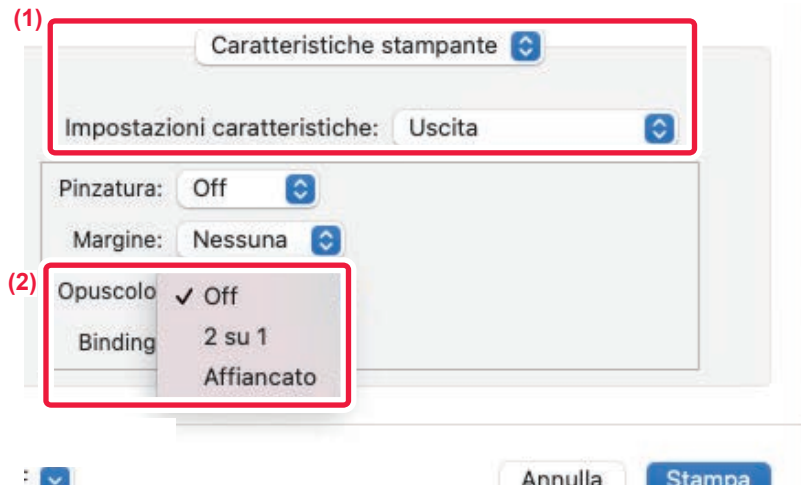 (1)
Caratteristiche stampante
Impostazioni caratteristiche: Uscita
Pinzatura: Off
Margine: Nessuna
(2)
Opuscolo ✓ Off
Binding 2 su 1
Affiancato
Annulla Stampa